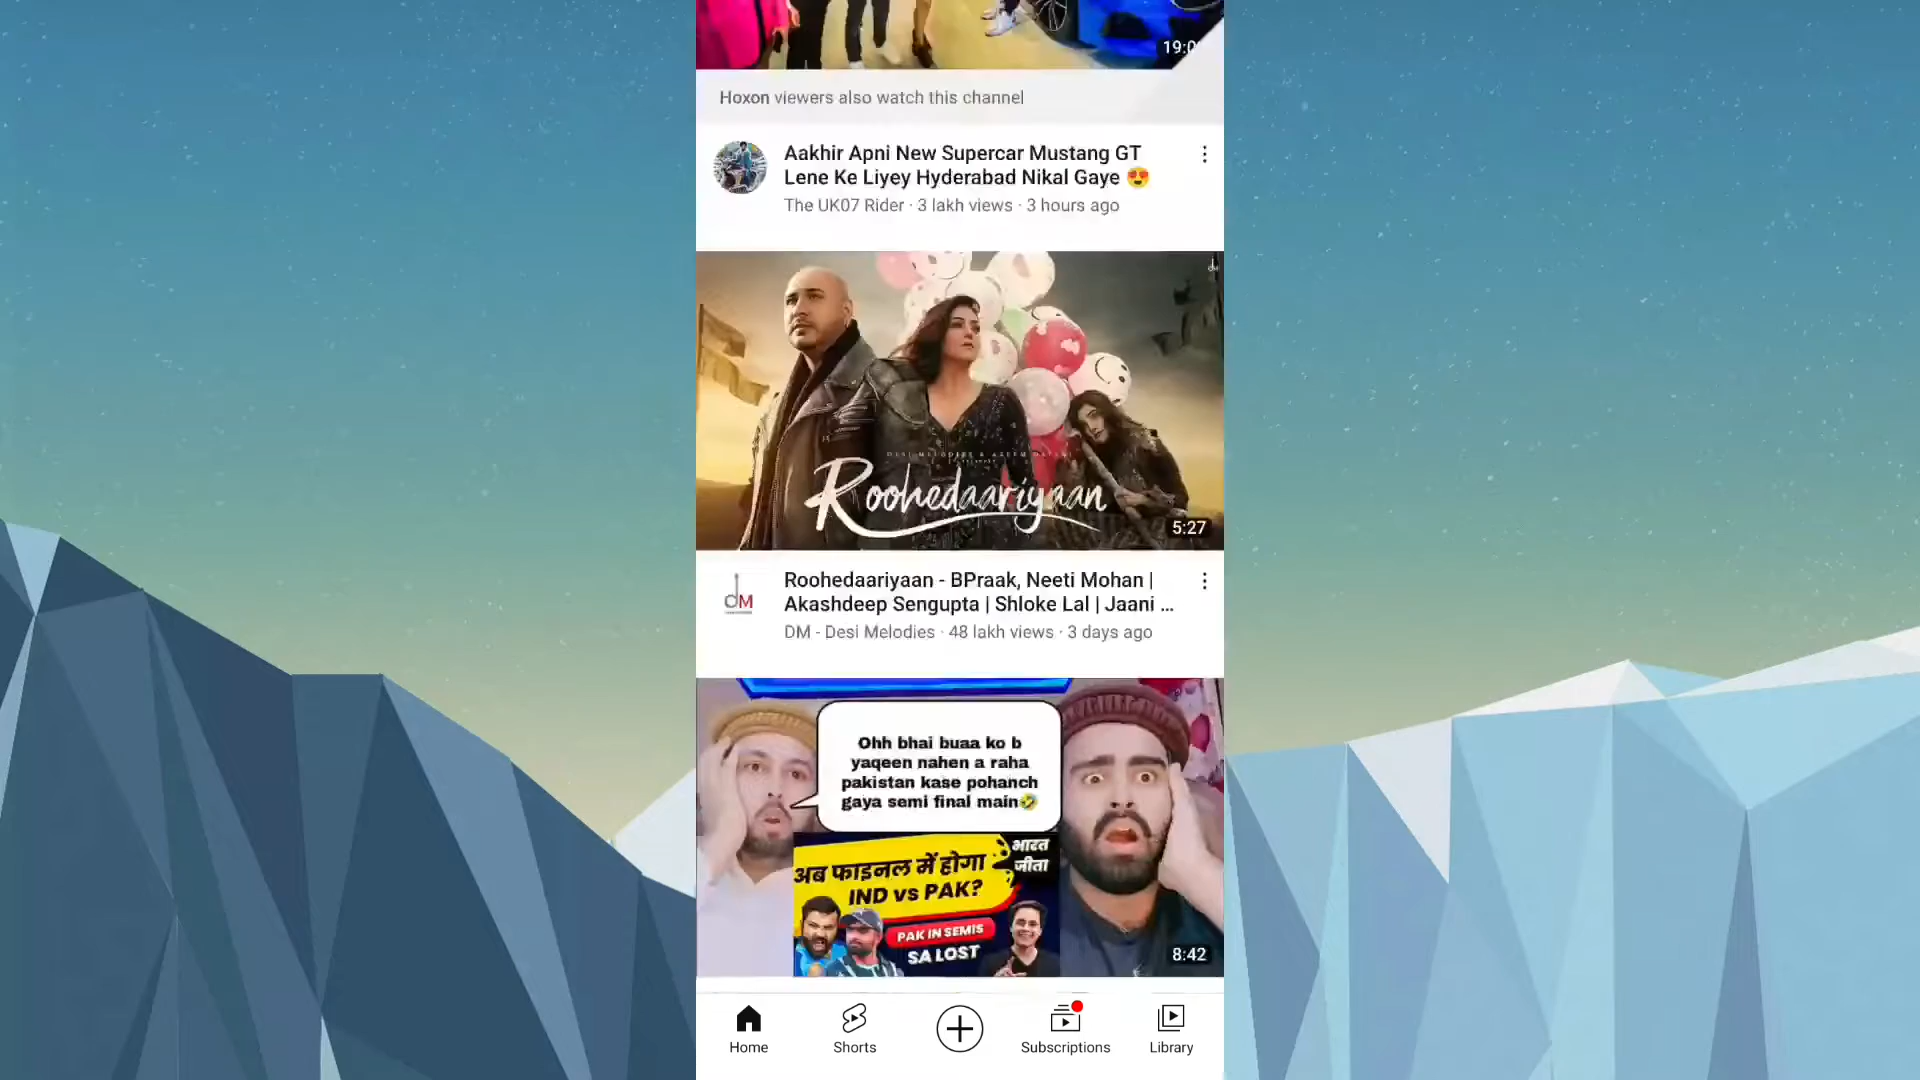 19:0
Hoxon viewers also watch this channel
Aakhir Apni New Supercar Mustang GT
Lene Ke Liyey Hyderabad Nikal Gaye 😍
The UK07 Rider · 3 lakh views · 3 hours ago
Roohedaariyaan
5:27
dM
Roohedaariyaan - BPraak, Neeti Mohan |
Akashdeep Sengupta | Shloke Lal | Jaani ...
DM - Desi Melodies · 48 lakh views · 3 days ago
Ohh bhai buaa ko b
yaqeen nahen a raha
pakistan kase pohanch
gaya semi final main🤣
भारत
जीता
अब फाइनल में होगा
IND vs PAK?
PAK IN SEMIS
SA LOST
8:42
Home
Shorts
Subscriptions
Library